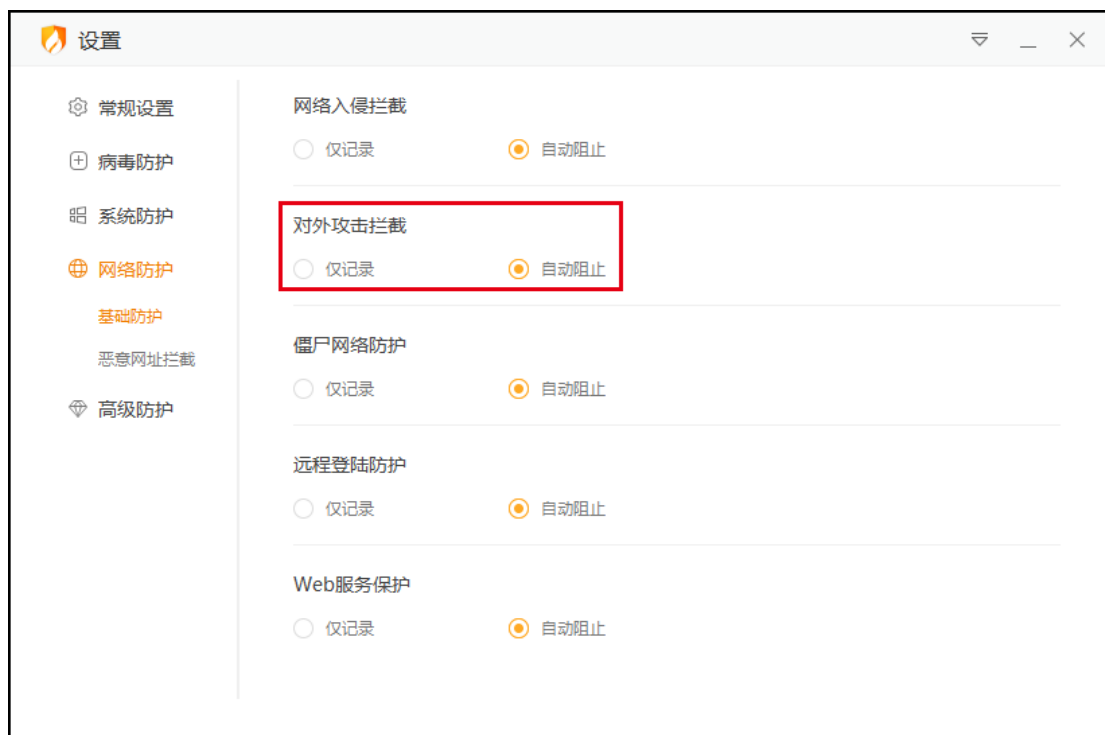 设置
常规设置
病毒防护
系统防护
网络防护
基础防护
恶意网址拦截
高级防护
网络入侵拦截
仅记录 自动阻止
对外攻击拦截
仅记录 自动阻止
僵尸网络防护
仅记录 自动阻止
远程登陆防护
仅记录 自动阻止
Web服务保护
仅记录 自动阻止